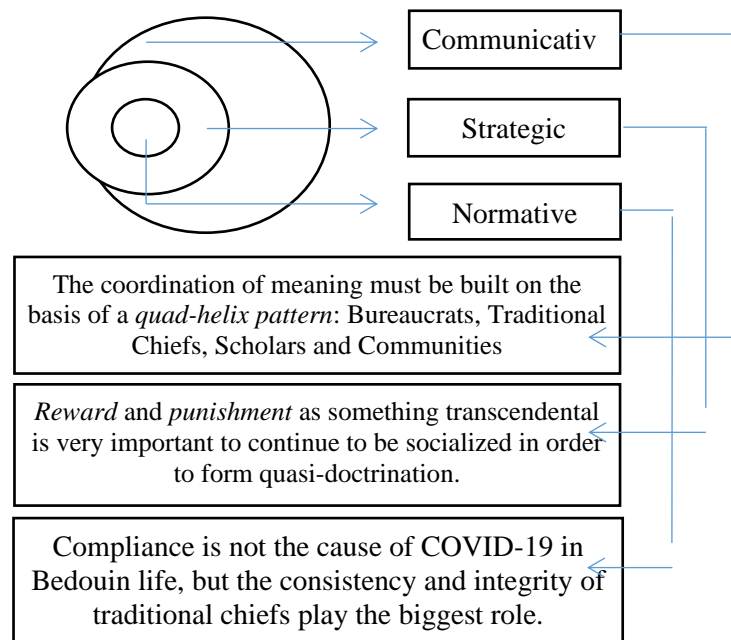 Communicativ
Strategic
Normative
The coordination of meaning must be built on the
basis of a quad-helix pattern: Bureaucrats, Traditional
Chiefs, Scholars and Communities
Reward and punishment as something transcendental
is very important to continue to be socialized in order
to form quasi-doctrination.
Compliance is not the cause of COVID-19 in
Bedouin life, but the consistency and integrity of
traditional chiefs play the biggest role.